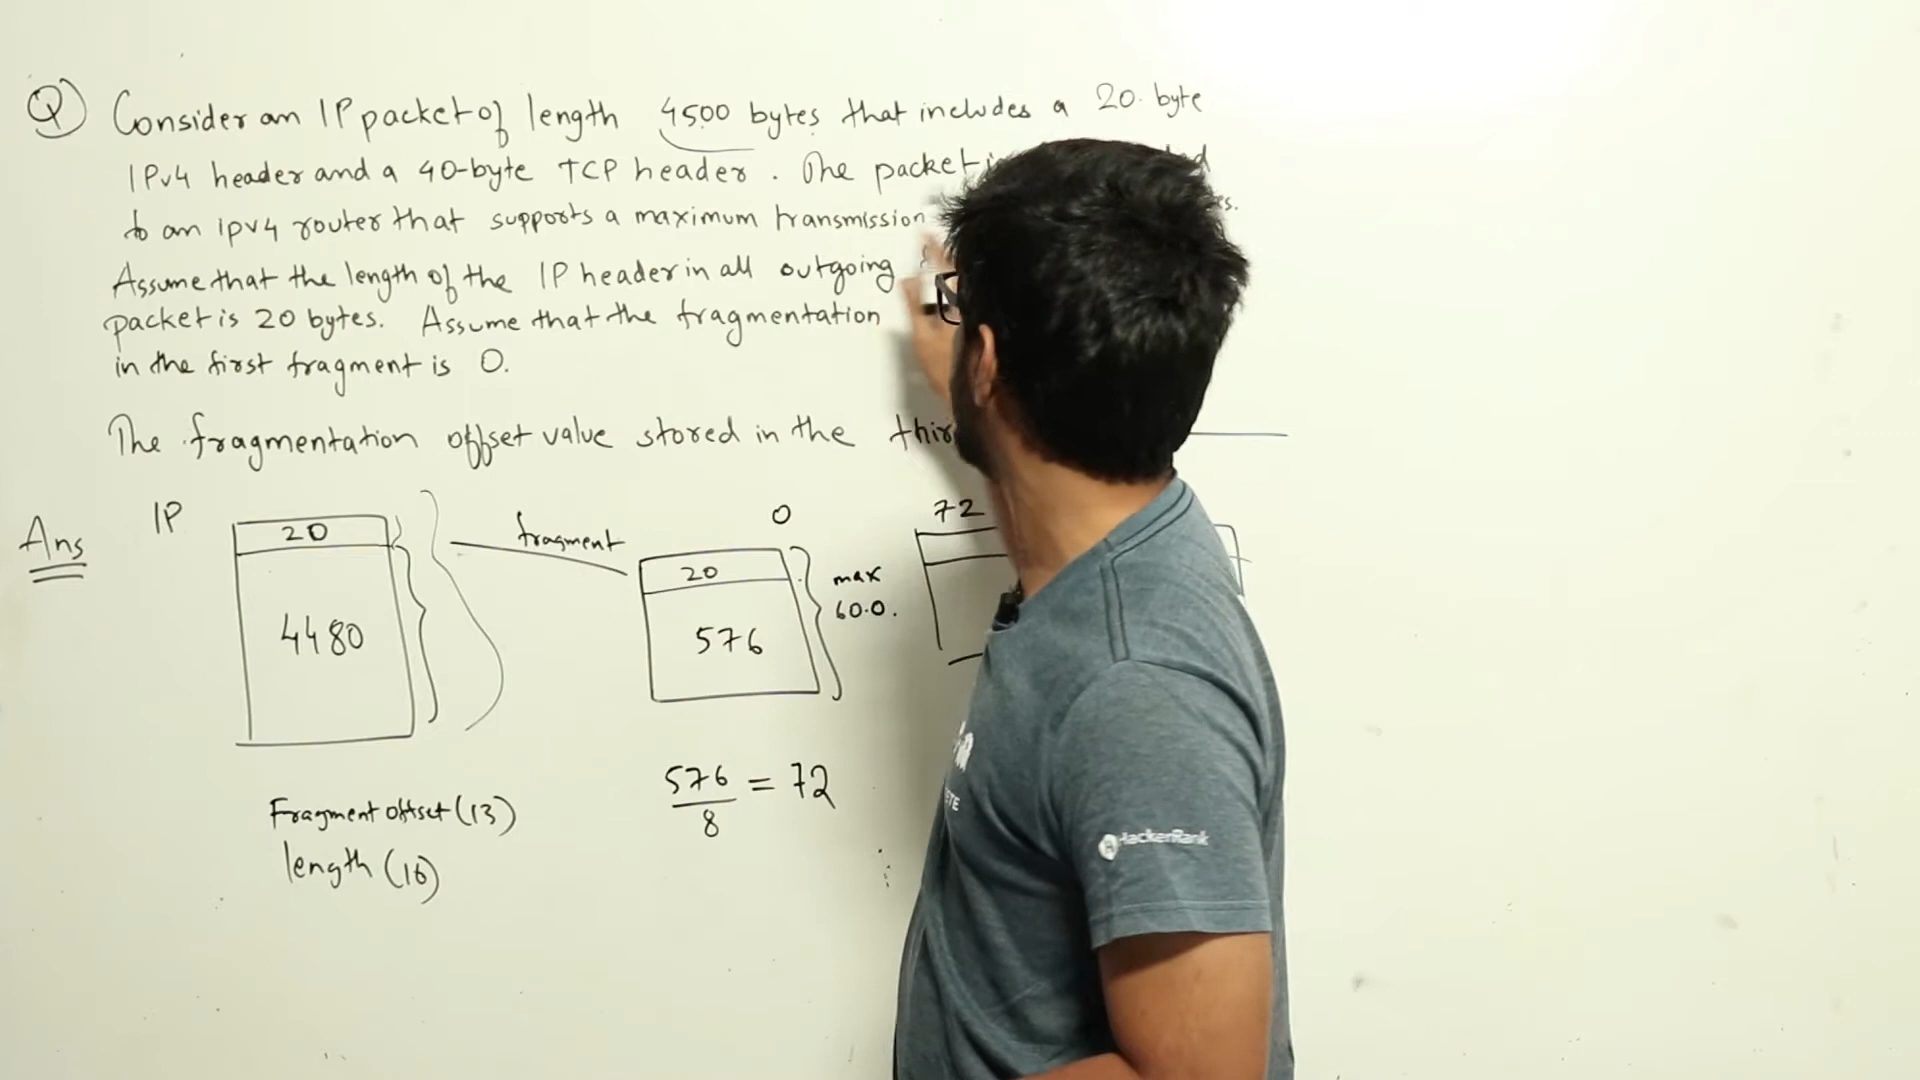 Q) Consider an IP packet of length 4500 bytes that includes a 20-byte
IPv4 header and a 40-byte TCP header. The packet
to an ipv4 router that supports a maximum transmission
Assume that the length of the IP header in all outgoing
packet is 20 bytes. Assume that the fragmentation
in the first fragment is 0.
The fragmentation offset value stored in the
Ans
IP
20
4480
fragment
0
20
576
max
600.
72
Fragment offset (13)
length (16)
576
8
= 72
HackerRank